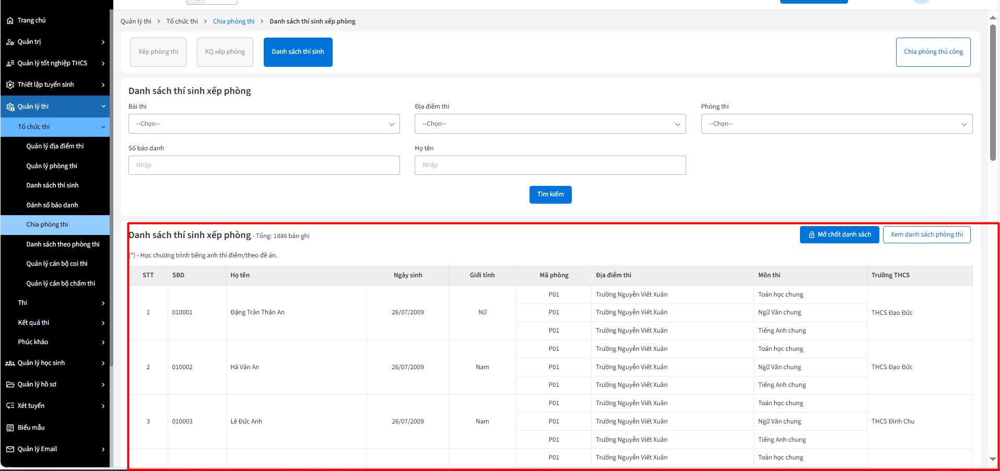 Trang chủ
Quản trị
Quản lý tốt nghiệp THCS
Thiết lập tuyển sinh
Quản lý thi
Tổ chức thi
Quản lý địa điểm thi
Quản lý phòng thi
Danh sách thí sinh
Đánh số báo danh
Chia phòng thi
Danh sách theo phòng thi
Quản lý cán bộ coi thi
Quản lý cán bộ chấm thi
Thi
Kết quả thi
Phúc khảo
Quản lý học sinh
Quản lý hồ sơ
Xét tuyển
Biểu mẫu
Quản lý Email
Quản lý thi > Tổ chức thi > Chia phòng thi > Danh sách thí sinh xếp phòng
Xếp phòng thi KQ xếp phòng Danh sách thí sinh Chia phòng thủ công
Danh sách thí sinh xếp phòng
Bài thi Địa điểm thi Phòng thi
--Chọn-- --Chọn-- --Chọn--
Số báo danh Họ tên
Nhập Nhập
Tìm kiếm
Danh sách thí sinh xếp phòng - Tổng: 1886 bản ghi Mở chốt danh sách Xem danh sách phòng thi
(*) - Học chương trình tiếng anh thí điểm/theo đề án.
STT SBD Họ tên Ngày sinh Giới tính Mã phòng Địa điểm thi Môn thi Trường THCS
P01 Trường Nguyễn Viết Xuân Toán học chung
1 010001 Đặng Trần Thân An 26/07/2009 Nữ P01 Trường Nguyễn Viết Xuân Ngữ Văn chung THCS Đạo Đức
P01 Trường Nguyễn Viết Xuân Tiếng Anh chung
P01 Trường Nguyễn Viết Xuân Toán học chung
2 010002 Hà Văn An 26/07/2009 Nam P01 Trường Nguyễn Viết Xuân Ngữ Văn chung THCS Đạo Đức
P01 Trường Nguyễn Viết Xuân Tiếng Anh chung
P01 Trường Nguyễn Viết Xuân Toán học chung
3 010003 Lê Đức Anh 26/07/2009 Nam P01 Trường Nguyễn Viết Xuân Ngữ Văn chung THCS Đình Chu
P01 Trường Nguyễn Viết Xuân Tiếng Anh chung
P01 Trường Nguyễn Viết Xuân Toán học chung